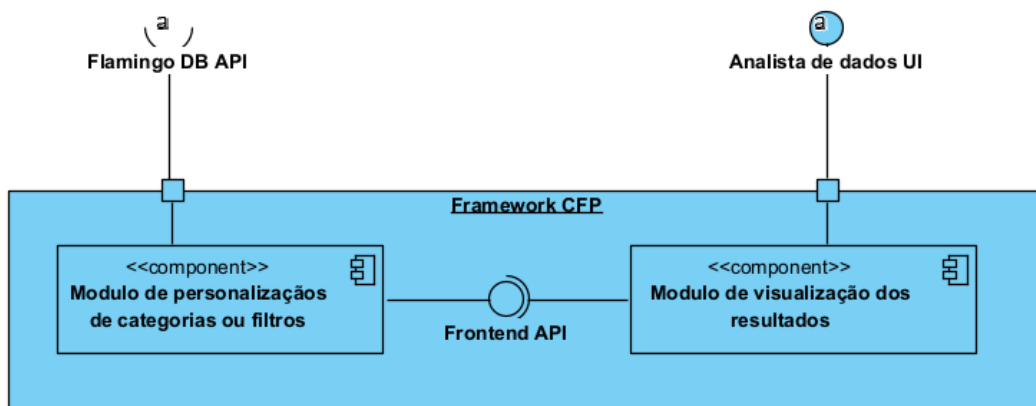 a
Flamingo DB API
a
Analista de dados UI
Framework CFP
<<component>>
Modulo de personalizaçãos
de categorias ou filtros
Frontend API
<<component>>
Modulo de visualização dos
resultados